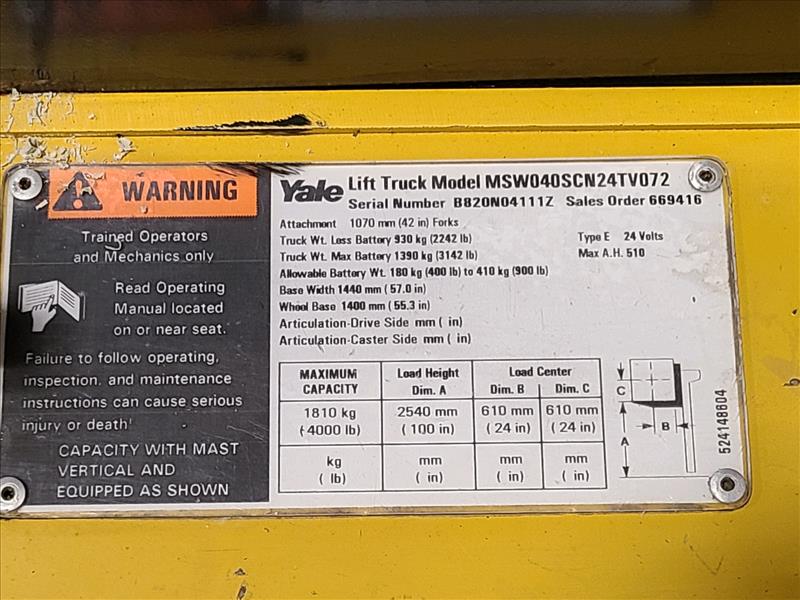 WARNING
Trained Operators
and Mechanics only
Read Operating
Manual located
on or near seat.
Failure to follow operating,
inspection, and maintenance
instructions can cause serious
injury or death!
CAPACITY WITH MAST
VERTICAL AND
EQUIPPED AS SHOWN
Yale Lift Truck Model MSW040SCN24TV072
Serial Number B820N04111Z Sales Order 669416
Attachment 1070 mm (42 in) Forks
Truck Wt. Less Battery 930 kg (2242 lb) Type E 24 Volts
Truck Wt. Max Battery 1390 kg (3142 lb) Max A.H. 510
Allowable Battery Wt. 180 kg (400 lb) to 410 kg (900 lb)
Base Width 1440 mm (57.0 in)
Wheel Base 1400 mm (55.3 in)
Articulation-Drive Side mm ( in)
Articulation-Caster Side mm ( in)
MAXIMUM Load Height Load Center
CAPACITY Dim. A Dim. B Dim. C
1810 kg 2540 mm 610 mm 610 mm
(4000 lb) (100 in) (24 in) (24 in)
kg mm mm mm
( lb) ( in) ( in) ( in)
C
B
A
524148604